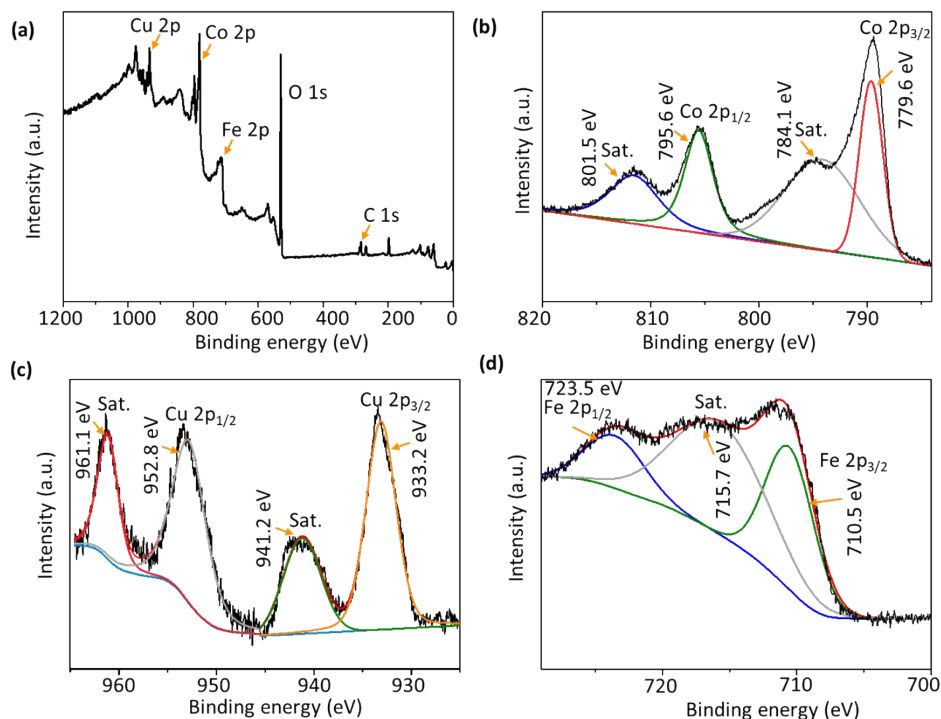 (a)
Cu 2p
Co 2p
O 1s
Fe 2p
C 1s
Intensity (a.u.)
1200 1000 800 600 400 200 0
Binding energy (eV)
(b)
Co 2p3/2
779.6 eV
784.1 eV
Sat.
Co 2p1/2
795.6 eV
801.5 eV
Sat.
Intensity (a.u.)
820 810 800 790
Binding energy (eV)
(c)
961.1 eV
Sat.
952.8 eV
Cu 2p1/2
941.2 eV
Sat.
Cu 2p3/2
933.2 eV
Intensity (a.u.)
960 950 940 930
Binding energy (eV)
(d)
723.5 eV
Fe 2p1/2
Sat.
715.7 eV
Fe 2p3/2
710.5 eV
Intensity (a.u.)
720 710 700
Binding energy (eV)